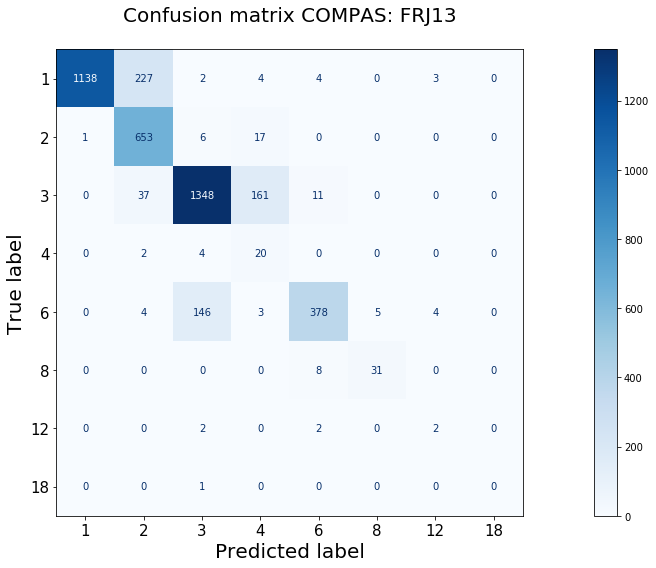 Confusion matrix COMPAS: FRJ13
1 1138 227 2 4 4 0 3 0
2 1 653 6 17 0 0 0 0
3 0 37 1348 161 11 0 0 0
4 0 2 4 20 0 0 0 0
6 0 4 146 3 378 5 4 0
8 0 0 0 0 8 31 0 0
12 0 0 2 0 2 0 2 0
18 0 0 1 0 0 0 0 0
1 2 3 4 6 8 12 18
Predicted label
True label
1200
1000
800
600
400
200
0